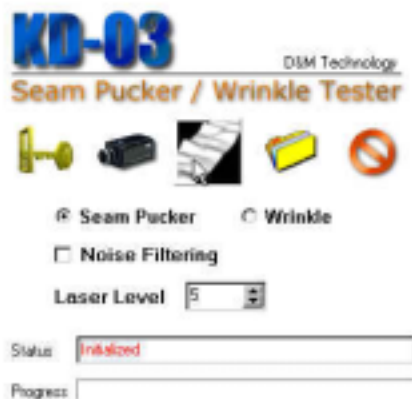 KD-03
D&M Technology
Seam Pucker / Wrinkle Tester
Seam Pucker Wrinkle
Noise Filtering
Laser Level 5
Status Initialized
Progress